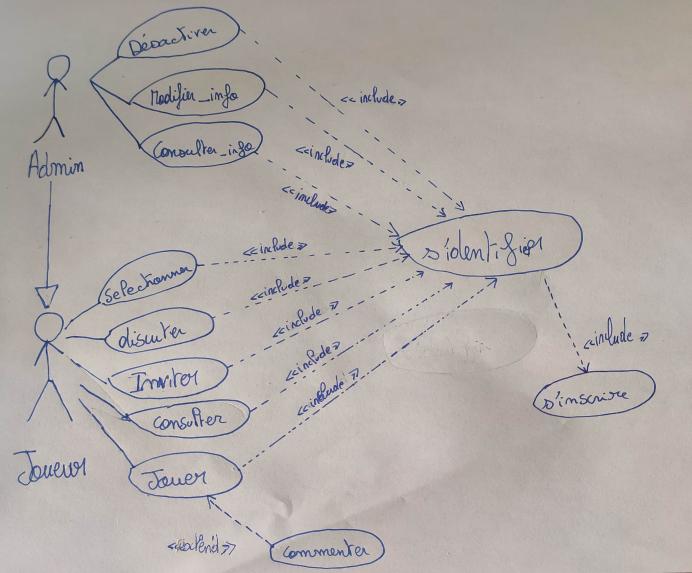 Désactiver
Modifier_info
Consulter_info
Admin
<<include>>
<<include>>
<<include>>
s'identifier
selectionner
<<include>>
discuter
<<include>>
Inviter
<<include>>
consulter
<<include>>
Jouer
<<include>>
Joueur
<<include>>
s'inscrire
<<extend>>
commenter